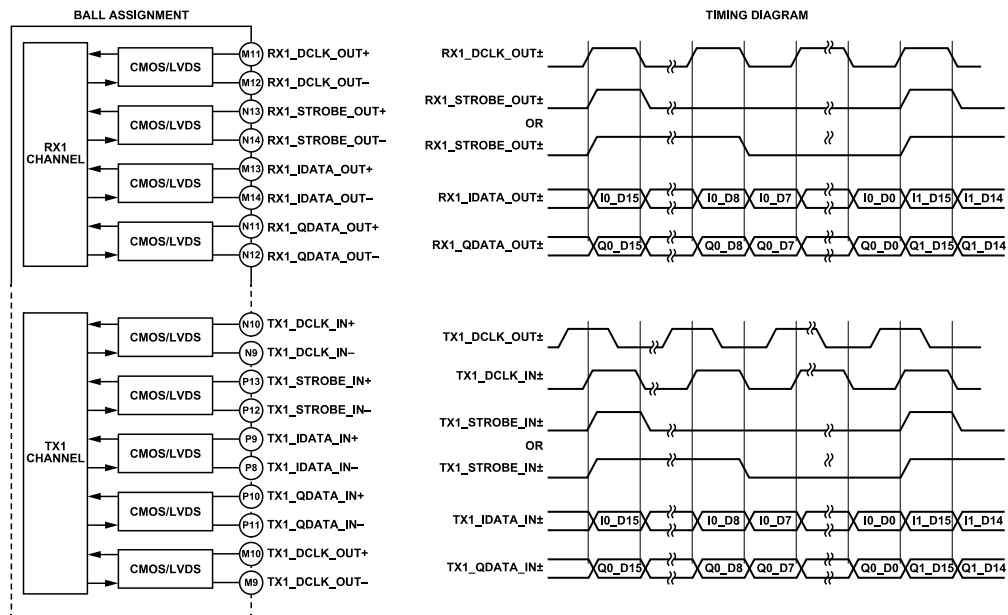 BALL ASSIGNMENT
RX1 CHANNEL
CMOS/LVDS
M11 RX1_DCLK_OUT+
M12 RX1_DCLK_OUT–
CMOS/LVDS
N13 RX1_STROBE_OUT+
N14 RX1_STROBE_OUT–
CMOS/LVDS
M13 RX1_IDATA_OUT+
M14 RX1_IDATA_OUT–
CMOS/LVDS
N11 RX1_QDATA_OUT+
N12 RX1_QDATA_OUT–
TX1 CHANNEL
CMOS/LVDS
N10 TX1_DCLK_IN+
N9 TX1_DCLK_IN–
CMOS/LVDS
P13 TX1_STROBE_IN+
P12 TX1_STROBE_IN–
CMOS/LVDS
P9 TX1_IDATA_IN+
P8 TX1_IDATA_IN–
CMOS/LVDS
P10 TX1_QDATA_IN+
P11 TX1_QDATA_IN–
CMOS/LVDS
M10 TX1_DCLK_OUT+
M9 TX1_DCLK_OUT–
TIMING DIAGRAM
RX1_DCLK_OUT±
RX1_STROBE_OUT±
OR
RX1_STROBE_OUT±
RX1_IDATA_OUT± I0_D15 I0_D8 I0_D7 I0_D0 I1_D15 I1_D14
RX1_QDATA_OUT± Q0_D15 Q0_D8 Q0_D7 Q0_D0 Q1_D15 Q1_D14
TX1_DCLK_OUT±
TX1_DCLK_IN±
TX1_STROBE_IN±
OR
TX1_STROBE_IN±
TX1_IDATA_IN± I0_D15 I0_D8 I0_D7 I0_D0 I1_D15 I1_D14
TX1_QDATA_IN± Q0_D15 Q0_D8 Q0_D7 Q0_D0 Q1_D15 Q1_D14